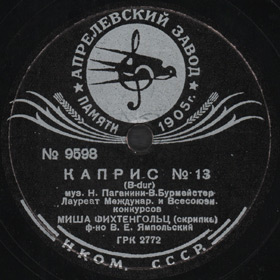 АПРЕЛЕВСКИЙ ЗАВОД
ПАМЯТИ 1905 г.
№ 9598
КАПРИС № 13
(B-dur)
муз. Н. Паганини-В.Бурмейстер
Лауреат Междунар. и Всесоюзн.
конкурсов
МИША ФИХТЕНГОЛЬЦ (скрипка)
ф-но В. Е. Ямпольский
ГРК 2772
НКОМ, СССР